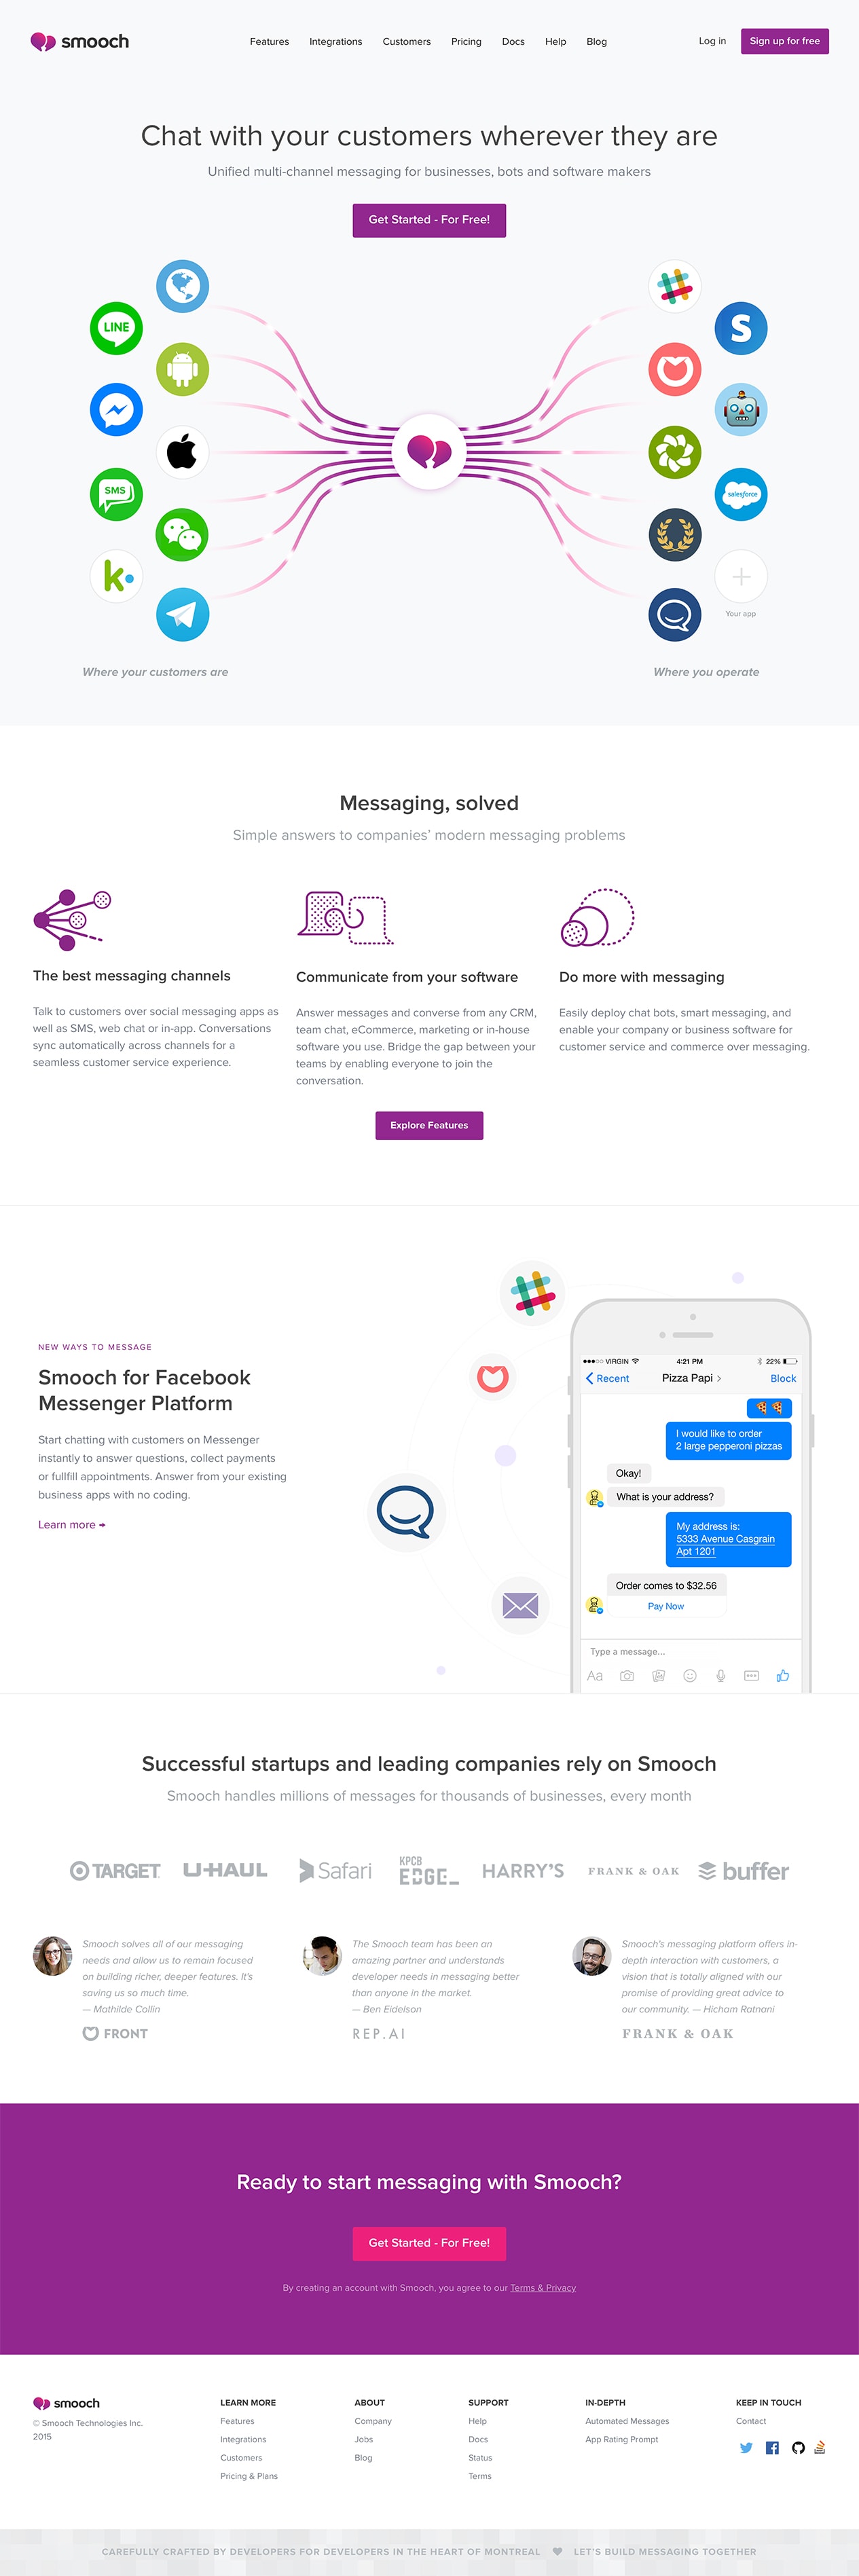 smooch
Features Integrations Customers Pricing Docs Help Blog
Log in
Sign up for free
Chat with your customers wherever they are
Unified multi-channel messaging for businesses, bots and software makers
Get Started - For Free!
LINE
S
SMS
salesforce
k
Your app
Where your customers are
Where you operate
Messaging, solved
Simple answers to companies' modern messaging problems
The best messaging channels
Talk to customers over social messaging apps as
well as SMS, web chat or in-app. Conversations
sync automatically across channels for a
seamless customer service experience.
Communicate from your software
Answer messages and converse from any CRM,
team chat, eCommerce, marketing or in-house
software you use. Bridge the gap between your
teams by enabling everyone to join the
conversation.
Do more with messaging
Easily deploy chat bots, smart messaging, and
enable your company or business software for
customer service and commerce over messaging.
Explore Features
NEW WAYS TO MESSAGE
Smooch for Facebook
Messenger Platform
Start chatting with customers on Messenger
instantly to answer questions, collect payments
or fullfill appointments. Answer from your existing
business apps with no coding.
Learn more
VIRGIN 4:21 PM 22%
Recent Pizza Papi Block
I would like to order
2 large pepperoni pizzas
Okay!
What is your address?
My address is:
5333 Avenue Casgrain
Apt 1201
Order comes to $32.56
Pay Now
Type a message...
Aa
Successful startups and leading companies rely on Smooch
Smooch handles millions of messages for thousands of businesses, every month
TARGET U-HAUL Safari KPCB EDGE_ HARRY'S FRANK & OAK buffer
Smooch solves all of our messaging
needs and allow us to remain focused
on building richer, deeper features. It's
saving us so much time.
— Mathilde Collin
FRONT
The Smooch team has been an
amazing partner and understands
developer needs in messaging better
than anyone in the market.
— Ben Eidelson
REP.AI
Smooch's messaging platform offers in-
depth interaction with customers, a
vision that is totally aligned with our
promise of providing great advice to
our community. — Hicham Ratnani
FRANK & OAK
Ready to start messaging with Smooch?
Get Started - For Free!
By creating an account with Smooch, you agree to our Terms & Privacy
smooch
© Smooch Technologies Inc.
2015
LEARN MORE
Features
Integrations
Customers
Pricing & Plans
ABOUT
Company
Jobs
Blog
SUPPORT
Help
Docs
Status
Terms
IN-DEPTH
Automated Messages
App Rating Prompt
KEEP IN TOUCH
Contact
CAREFULLY CRAFTED BY DEVELOPERS FOR DEVELOPERS IN THE HEART OF MONTREAL LET'S BUILD MESSAGING TOGETHER